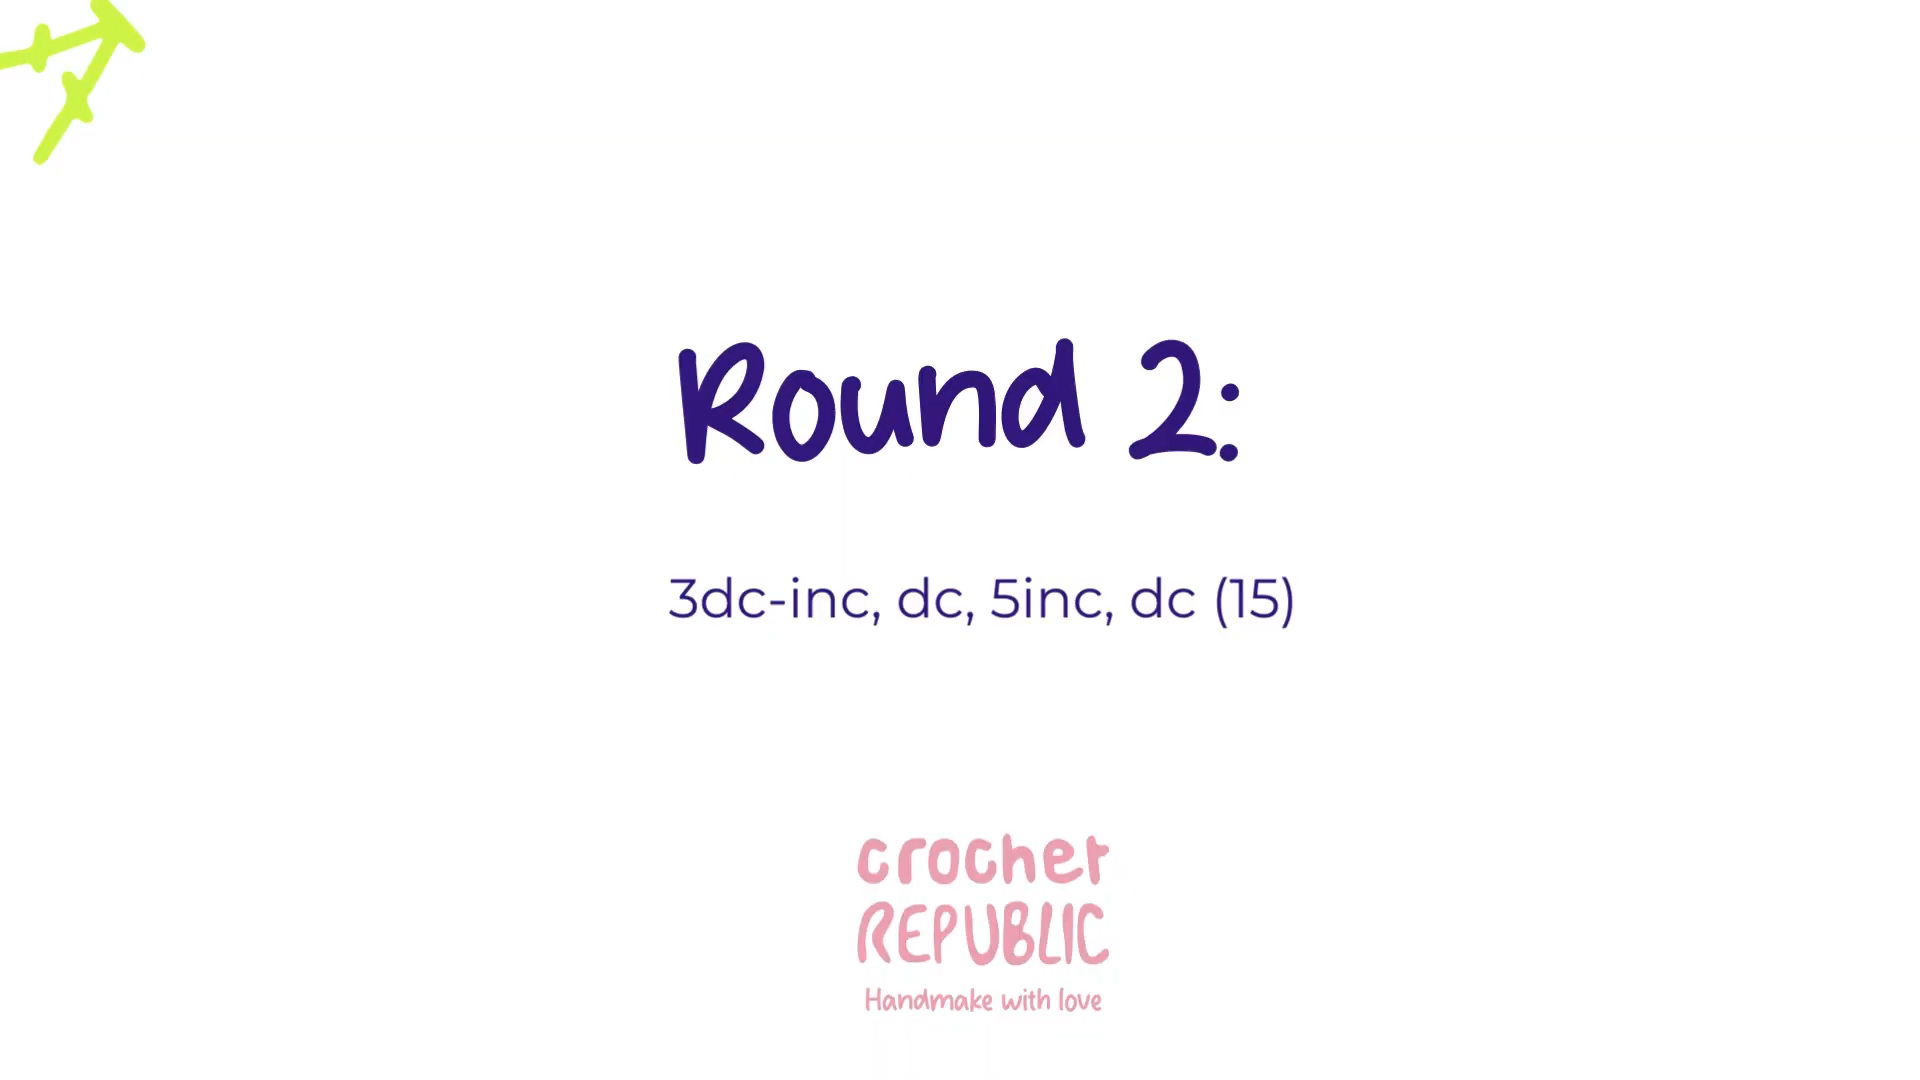 Round 2:
3dc-inc, dc, 5inc, dc (15)
crochet
REPUBLIC
Handmake with love